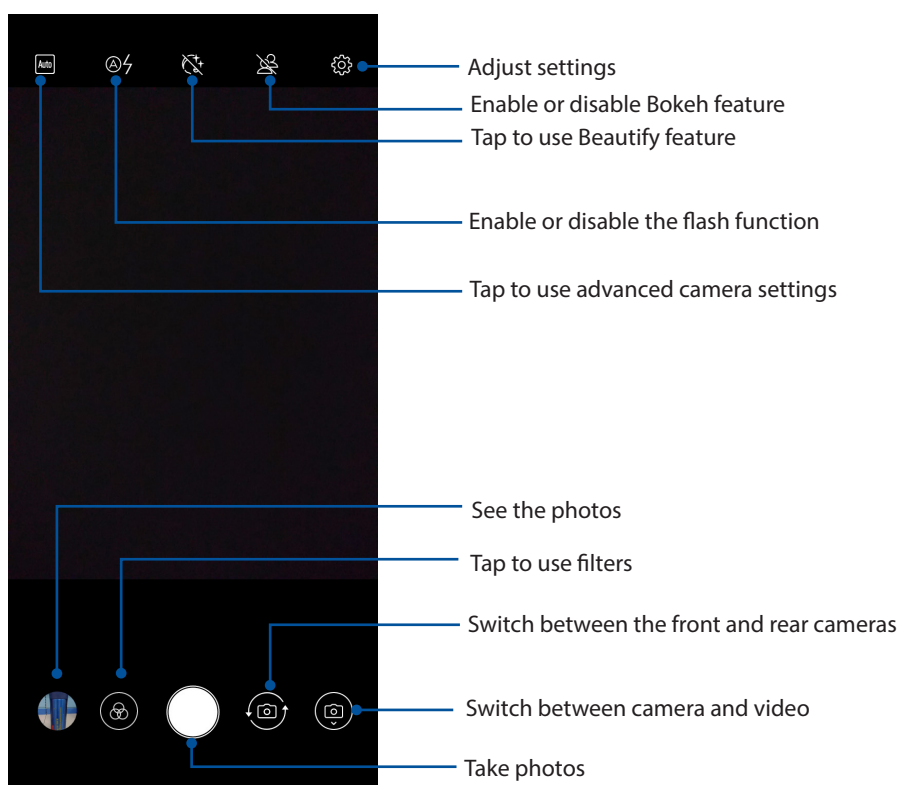 Auto
A
Adjust settings
Enable or disable Bokeh feature
Tap to use Beautify feature
Enable or disable the flash function
Tap to use advanced camera settings
See the photos
Tap to use filters
Switch between the front and rear cameras
Switch between camera and video
Take photos